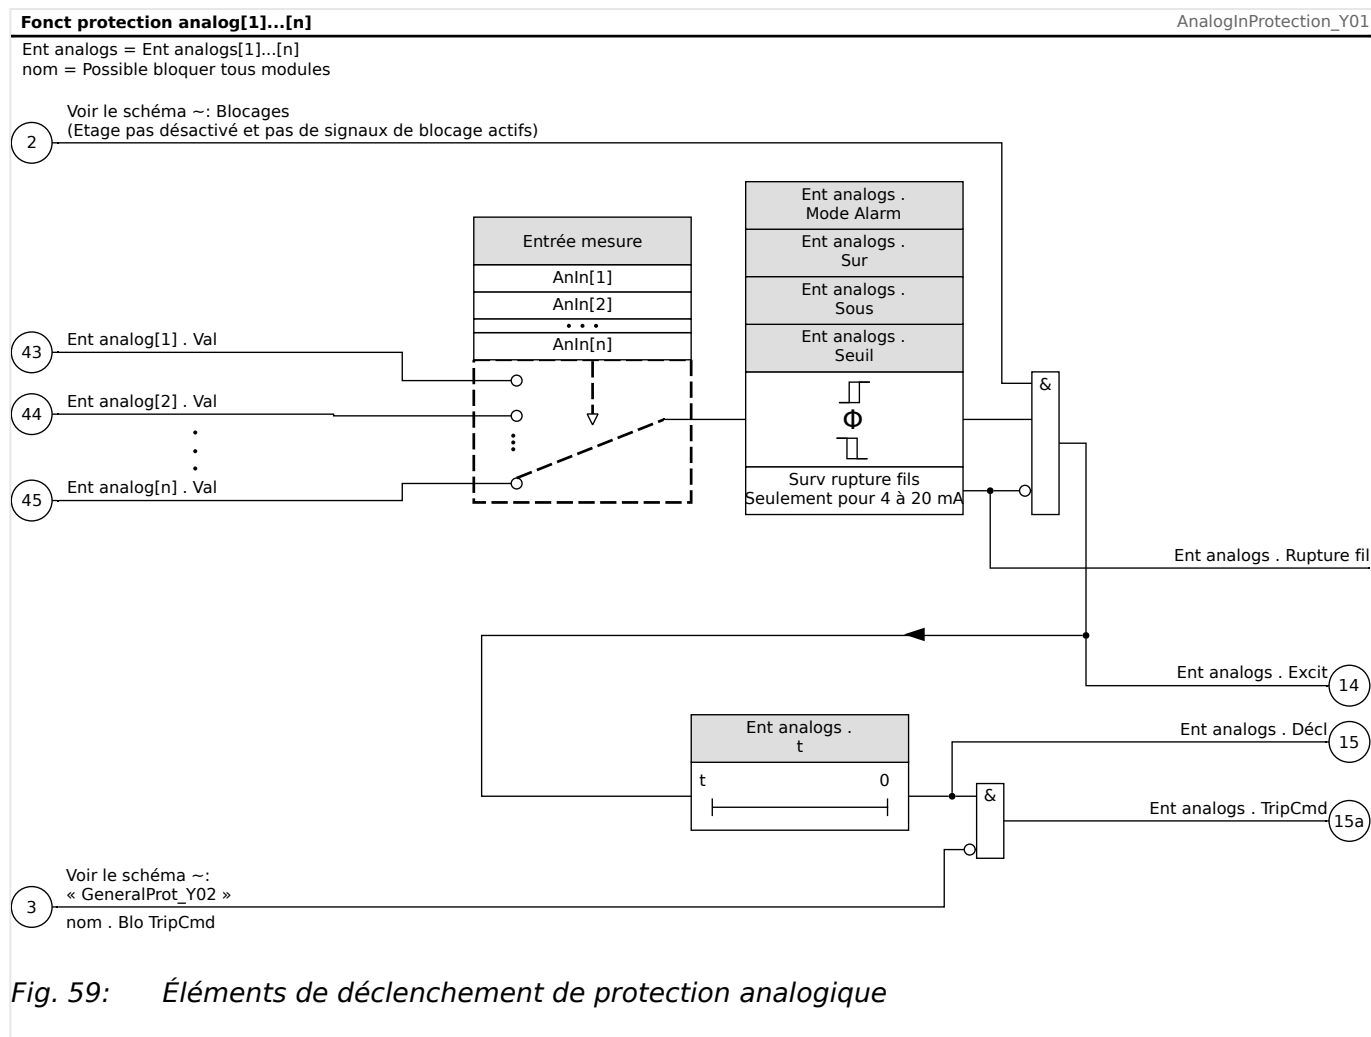 Fonct protection analog[1]...[n]
AnalogInProtection_Y01
Ent analogs = Ent analogs[1]...[n]
nom = Possible bloquer tous modules
Voir le schéma ~: Blocages
(Etage pas désactivé et pas de signaux de blocage actifs)
2
Ent analogs .
Mode Alarm
Entrée mesure
Ent analogs .
Sur
AnIn[1]
AnIn[2]
Ent analogs .
Sous
• • •
AnIn[n]
Ent analogs .
Seuil
43
Ent analog[1] . Val
&
44
Ent analog[2] . Val
Φ
45
Ent analog[n] . Val
Surv rupture fils
Seulement pour 4 à 20 mA
Ent analogs . Rupture fil
Ent analogs . Excit
14
Ent analogs .
t
Ent analogs . Décl
15
t
0
&
Ent analogs . TripCmd
15a
Voir le schéma ~:
« GeneralProt_Y02 »
3
nom . Blo TripCmd
Fig. 59: Éléments de déclenchement de protection analogique